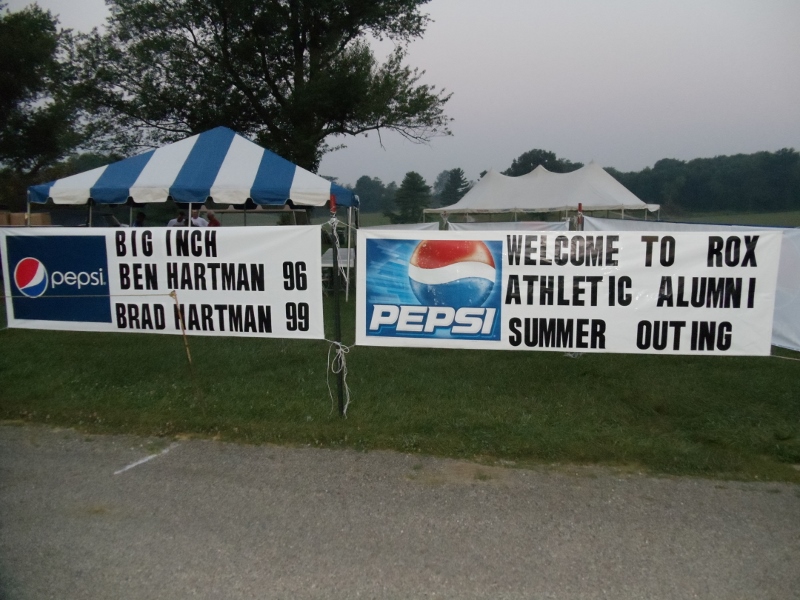 pepsi
BIG INCH
BEN HARTMAN 96
BRAD HARTMAN 99
PEPSI
WELCOME TO ROX
ATHLETIC ALUMNI
SUMMER OUTING